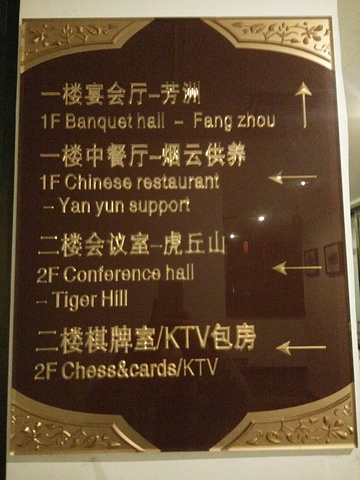 一楼宴会厅–芳洲
1F Banquet hall – Fang zhou
一楼中餐厅–烟云供养
1F Chinese restaurant
– Yan yun support
二楼会议室–虎丘山
2F Conference hall
– Tiger Hill
二楼棋牌室/KTV包房
2F Chess&cards/KTV